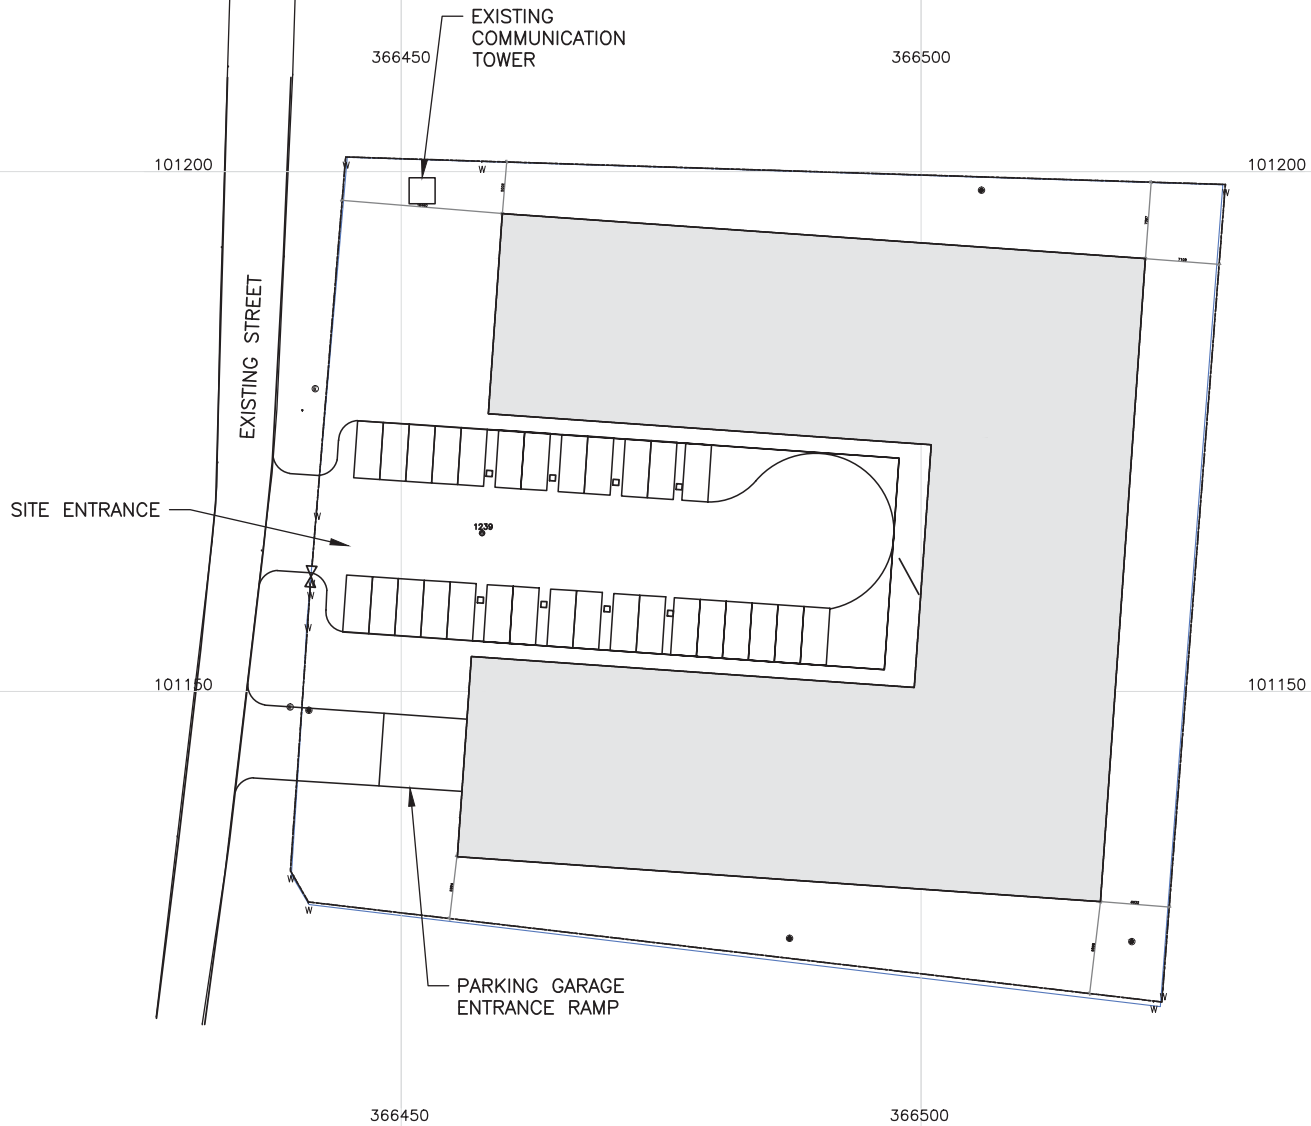 EXISTING
COMMUNICATION
TOWER
366450
366500
101200
101200
W
W
W
EXISTING STREET
SITE ENTRANCE
W
1239
W
W
W
101150
101150
W
W
W
W
PARKING GARAGE
ENTRANCE RAMP
366450
366500